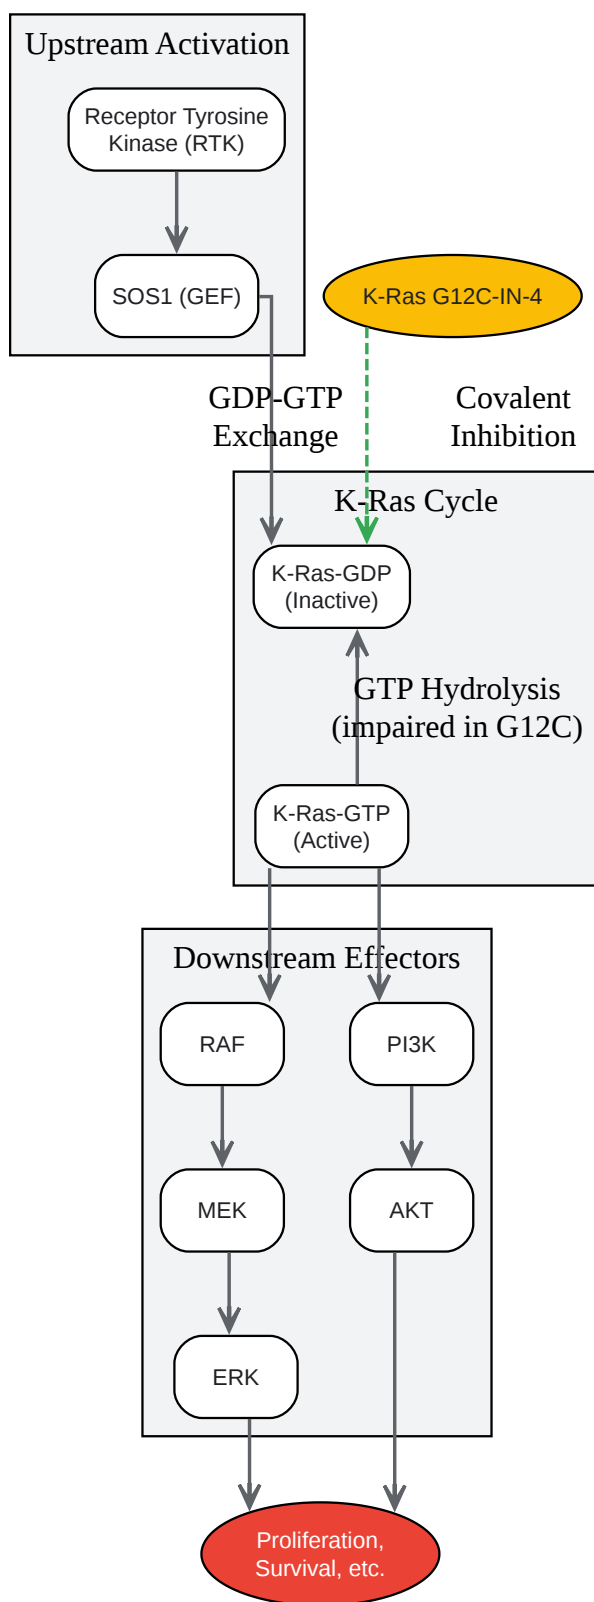 Upstream Activation
Receptor Tyrosine
Kinase (RTK)
SOS1 (GEF)
K-Ras G12C-IN-4
GDP-GTP
Exchange
Covalent
Inhibition
K-Ras Cycle
K-Ras-GDP
(Inactive)
GTP Hydrolysis
(impaired in G12C)
K-Ras-GTP
(Active)
Downstream Effectors
RAF
PI3K
MEK
AKT
ERK
Proliferation,
Survival, etc.